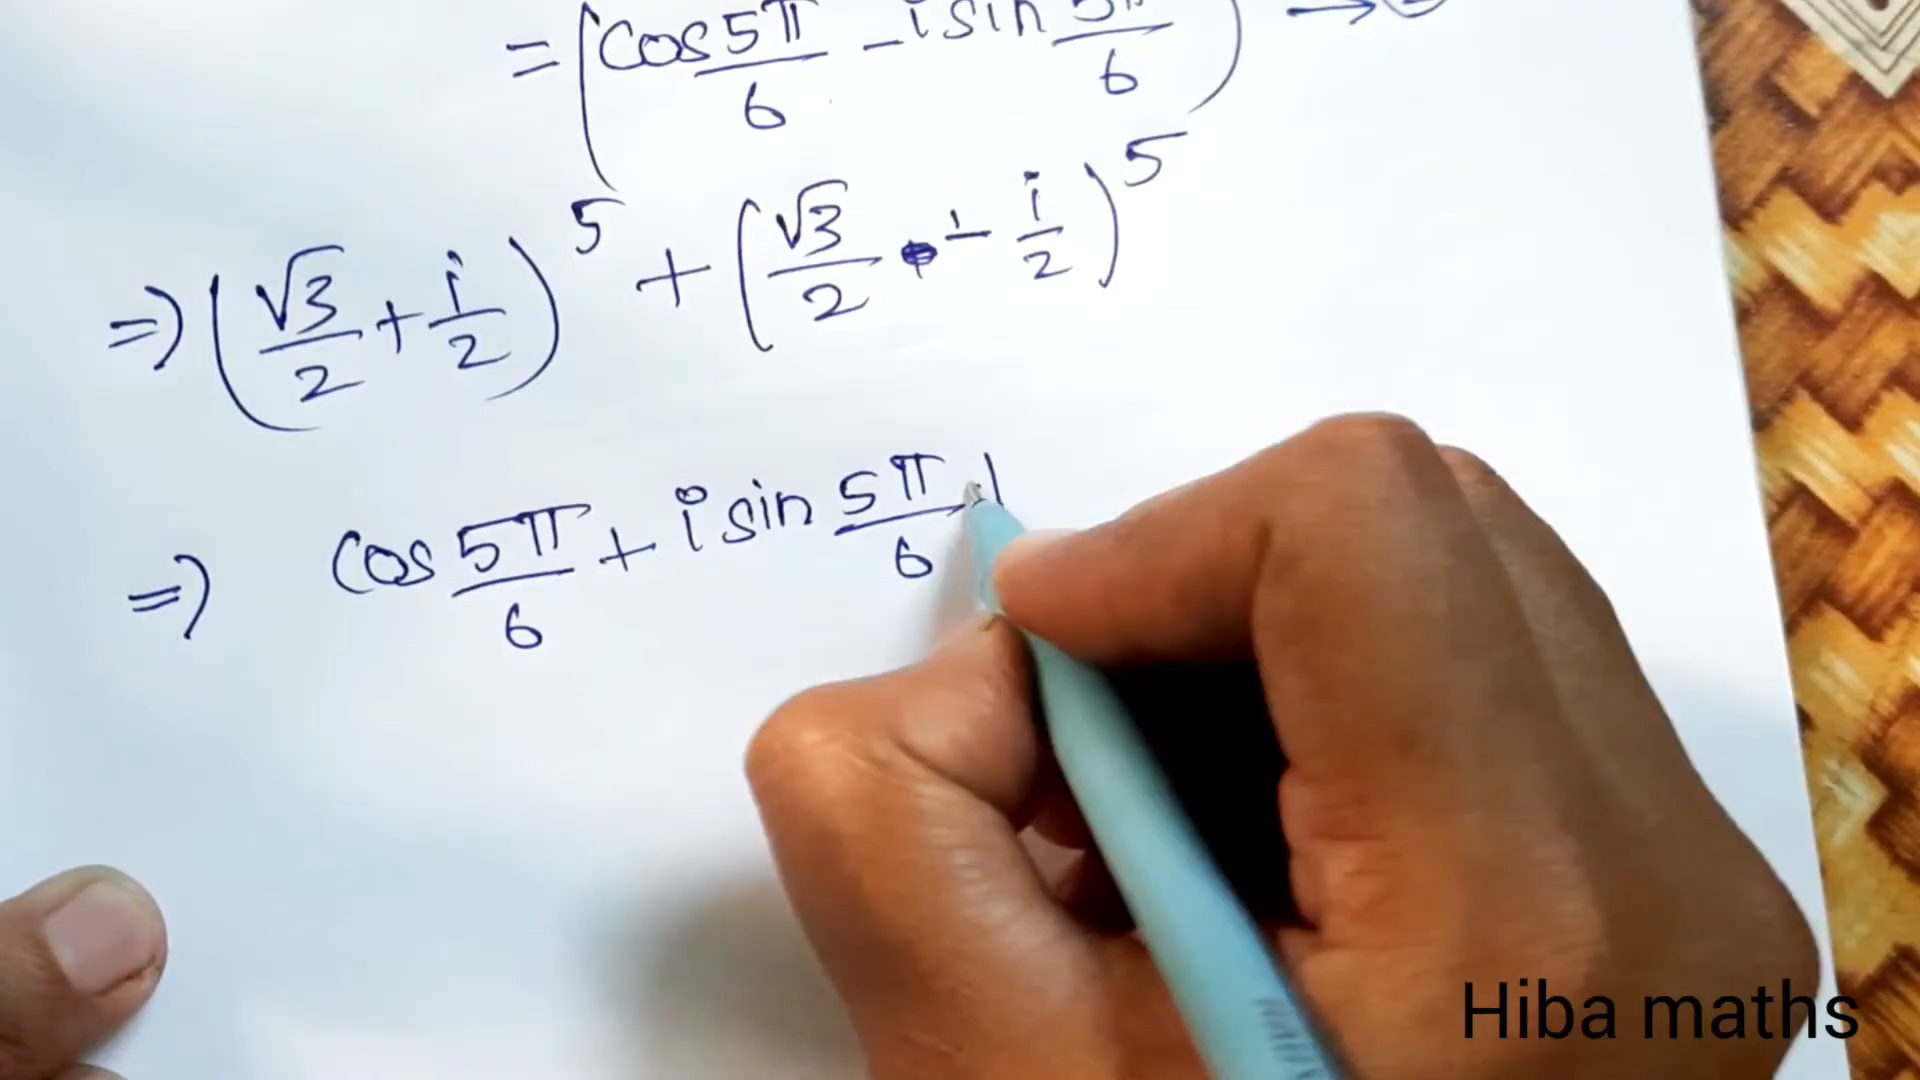 = (cos 5π/6 - i sin 5π/6) →
⇒ (√3/2 + i/2)^5 + (√3/2 - i/2)^5
⇒ cos 5π/6 + i sin 5π/6
Hiba maths